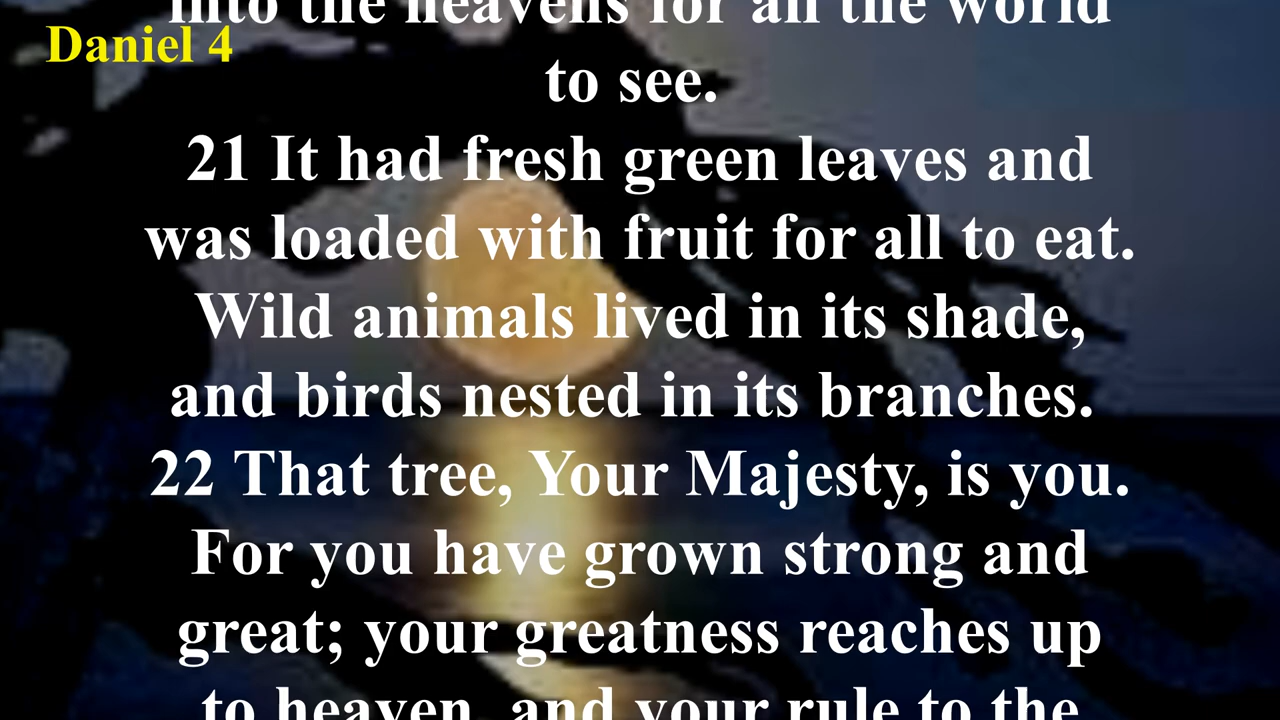 into the heavens for all the world
Daniel 4
to see.
21 It had fresh green leaves and
was loaded with fruit for all to eat.
Wild animals lived in its shade,
and birds nested in its branches.
22 That tree, Your Majesty, is you.
For you have grown strong and
great; your greatness reaches up
to heaven, and your rule to the